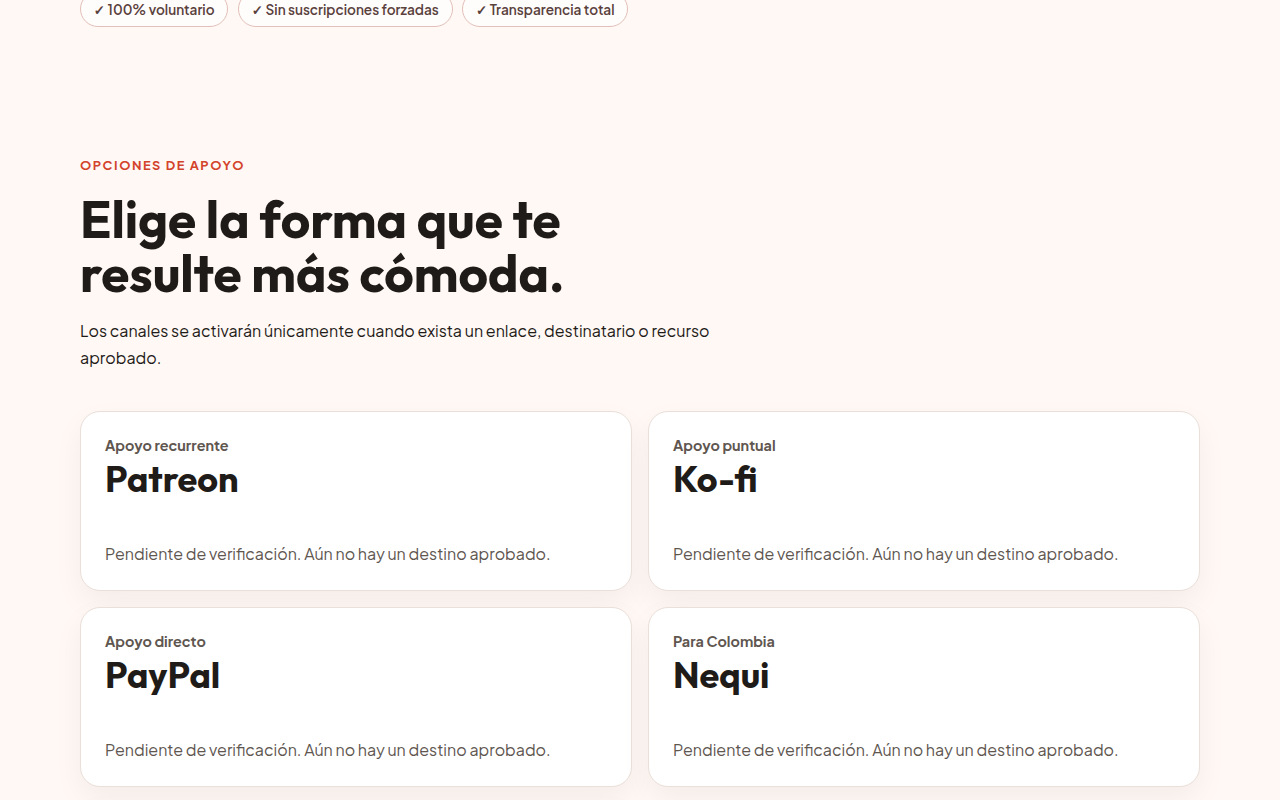 ✓ 100% voluntario
✓ Sin suscripciones forzadas
✓ Transparencia total
OPCIONES DE APOYO
Elige la forma que te
resulte más cómoda.
Los canales se activarán únicamente cuando exista un enlace, destinatario o recurso
aprobado.
Apoyo recurrente
Patreon
Pendiente de verificación. Aún no hay un destino aprobado.
Apoyo puntual
Ko-fi
Pendiente de verificación. Aún no hay un destino aprobado.
Apoyo directo
PayPal
Pendiente de verificación. Aún no hay un destino aprobado.
Para Colombia
Nequi
Pendiente de verificación. Aún no hay un destino aprobado.